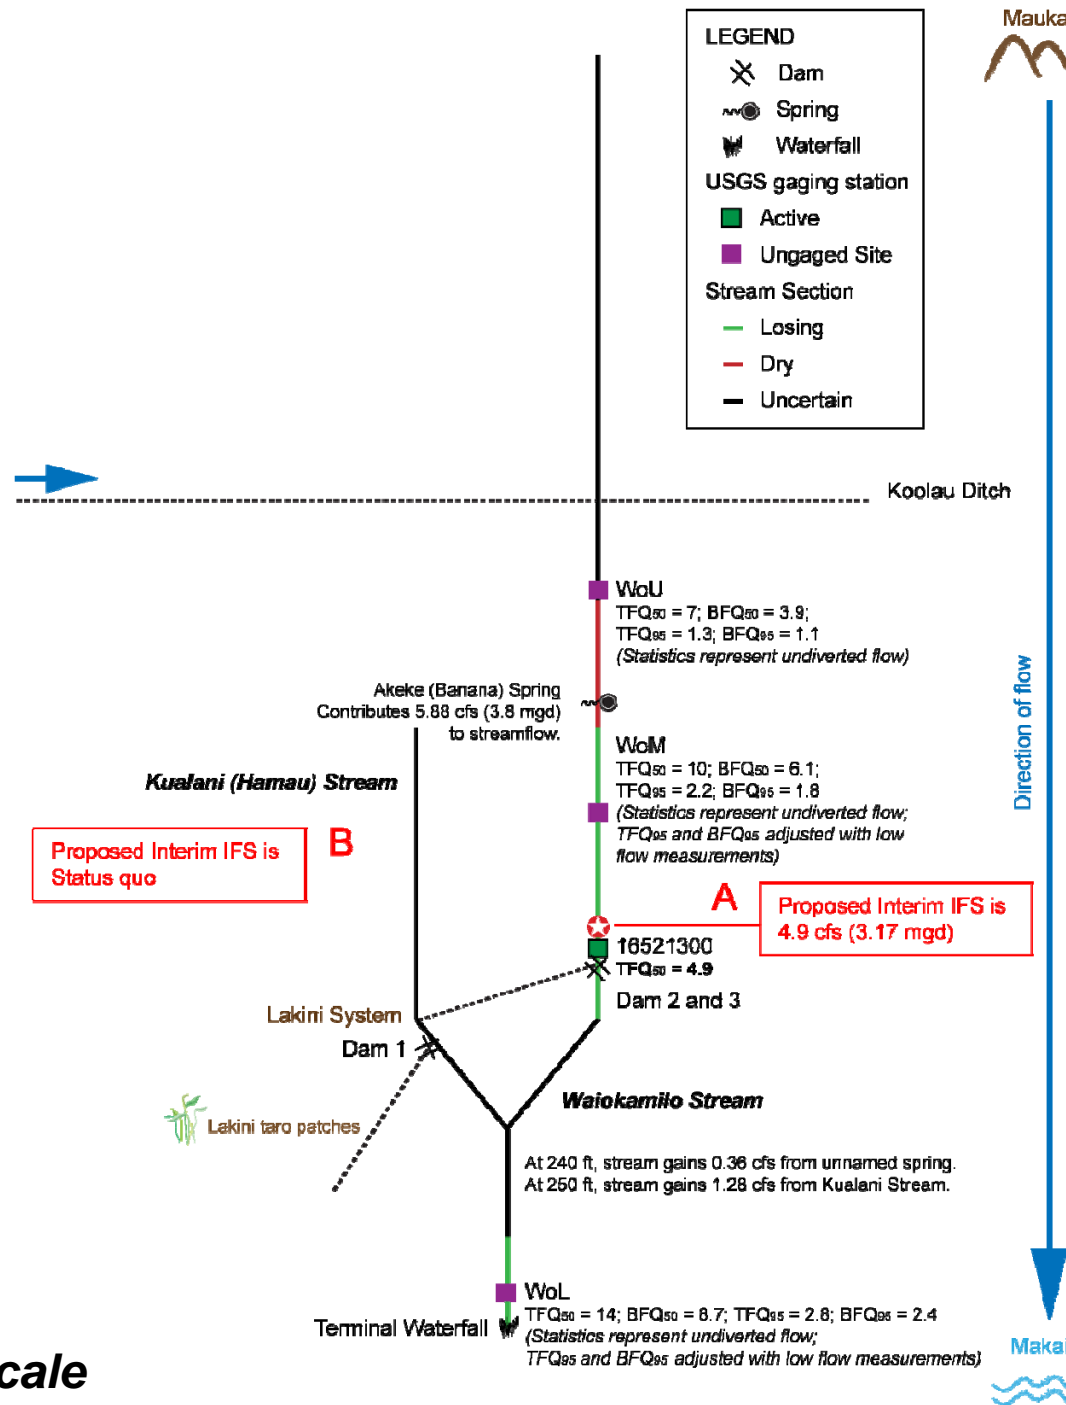 Mauka
LEGEND
Dam
Spring
Waterfall
USGS gaging station
Active
Ungaged Site
Stream Section
Losing
Dry
Uncertain
Koolau Ditch
WoU
TFQ50 = 7; BFQ50 = 3.9;
TFQ95 = 1.3; BFQ95 = 1.1
(Statistics represent undiverted flow)
Akeke (Banana) Spring
Contributes 5.88 cfs (3.8 mgd)
to streamflow.
WoM
TFQ50 = 10; BFQ50 = 6.1;
TFQ95 = 2.2; BFQ95 = 1.8
(Statistics represent undiverted flow;
TFQ95 and BFQ95 adjusted with low
flow measurements)
Direction of flow
Kualani (Hamau) Stream
B
Proposed Interim IFS is
Status quo
A
Proposed Interim IFS is
4.9 cfs (3.17 mgd)
16521300
TFQ50 = 4.9
Dam 2 and 3
Lakini System
Dam 1
Waiokamilo Stream
Lakini taro patches
At 240 ft, stream gains 0.36 cfs from unnamed spring.
At 250 ft, stream gains 1.28 cfs from Kualani Stream.
WoL
TFQ50 = 14; BFQ50 = 8.7; TFQ95 = 2.8; BFQ95 = 2.4
(Statistics represent undiverted flow;
TFQ95 and BFQ95 adjusted with low flow measurements)
Terminal Waterfall
Makai
cale